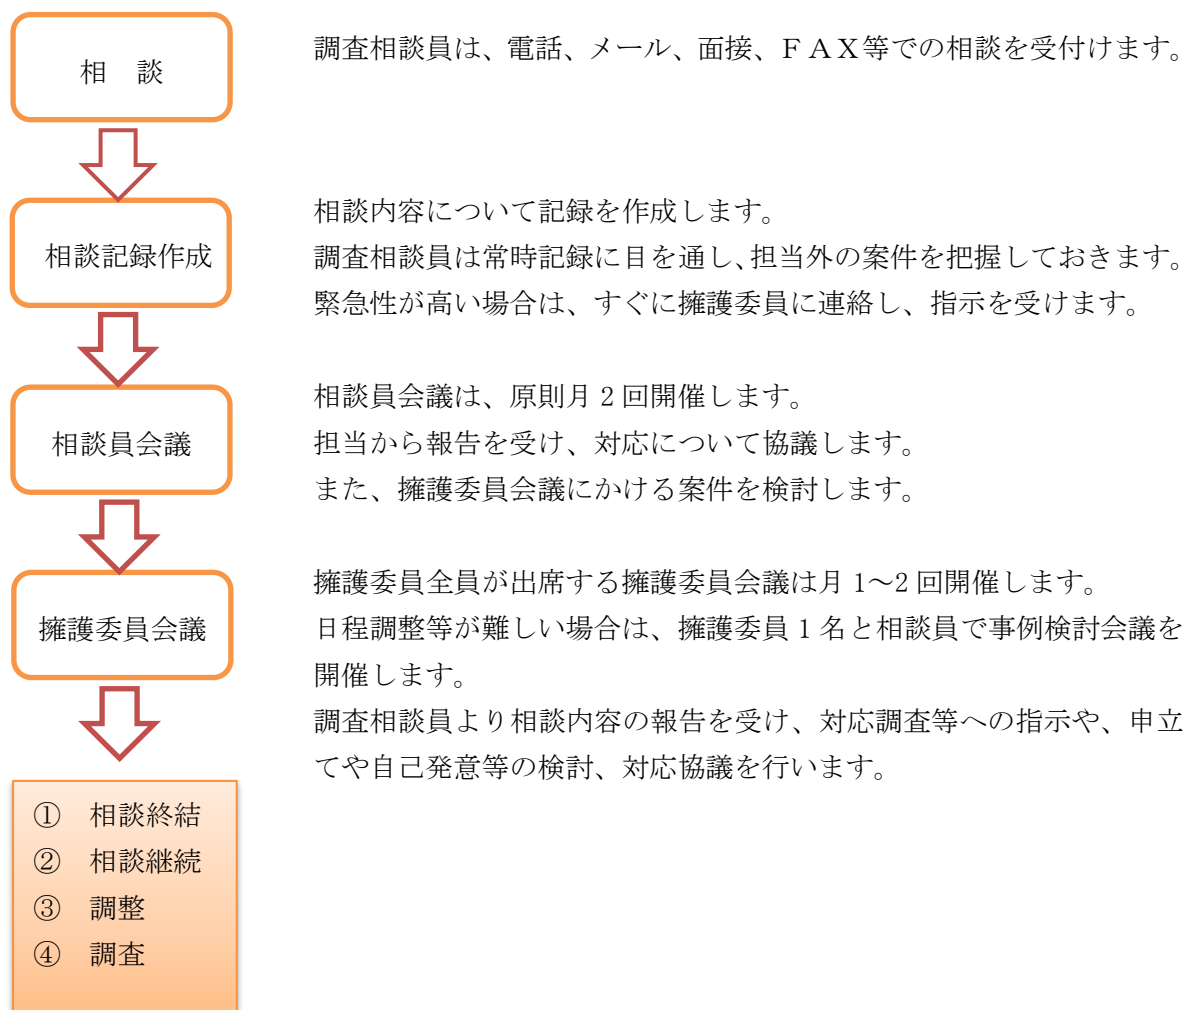 相　談
調査相談員は、電話、メール、面接、ＦＡＸ等での相談を受付けます。
相談記録作成
相談内容について記録を作成します。
調査相談員は常時記録に目を通し、担当外の案件を把握しておきます。
緊急性が高い場合は、すぐに擁護委員に連絡し、指示を受けます。
相談員会議
相談員会議は、原則月 2 回開催します。
担当から報告を受け、対応について協議します。
また、擁護委員会議にかける案件を検討します。
擁護委員会議
擁護委員全員が出席する擁護委員会議は月 1～2 回開催します。
日程調整等が難しい場合は、擁護委員 1 名と相談員で事例検討会議を
開催します。
調査相談員より相談内容の報告を受け、対応調査等への指示や、申立
てや自己発意等の検討、対応協議を行います。
①　相談終結
②　相談継続
③　調整
④　調査